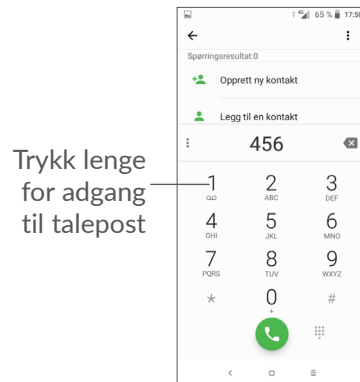 65 % 17:50
Spørringsresultat:0
Opprett ny kontakt
Legg til en kontakt
456
Trykk lenge
for adgang
til talepost
1
2 ABC
3 DEF
4 GHI
5 JKL
6 MNO
7 PQRS
8 TUV
9 WXYZ
* 0 + #